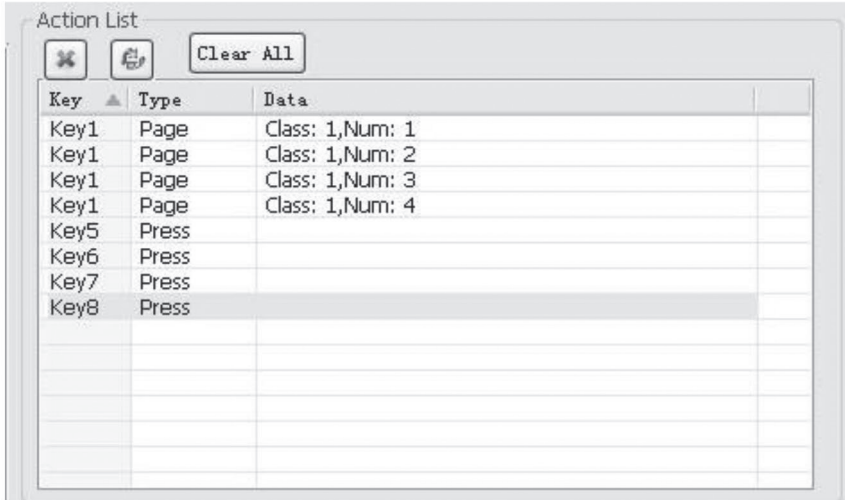 Action List
Clear All
Key Type Data
Key1 Page Class: 1,Num: 1
Key1 Page Class: 1,Num: 2
Key1 Page Class: 1,Num: 3
Key1 Page Class: 1,Num: 4
Key5 Press
Key6 Press
Key7 Press
Key8 Press